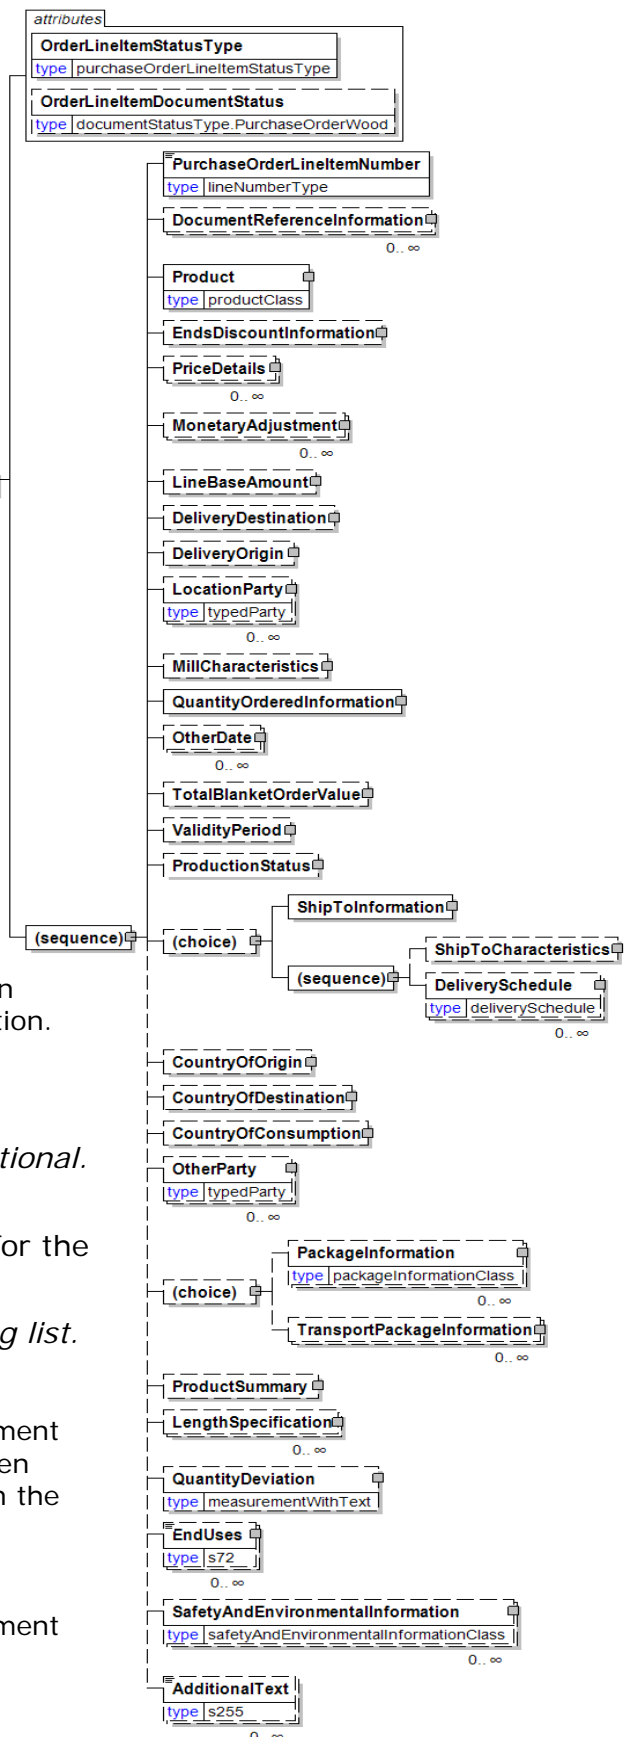 attributes
OrderLineItemStatusType
type purchaseOrderLineItemStatusType
OrderLineItemDocumentStatus
type documentStatusType.PurchaseOrderWood
PurchaseOrderLineItemNumber
type lineNumberType
DocumentReferenceInformation
0.. ∞
Product
type productClass
EndsDiscountInformation
PriceDetails
0.. ∞
MonetaryAdjustment
0.. ∞
LineBaseAmount
DeliveryDestination
DeliveryOrigin
LocationParty
type typedParty
0.. ∞
MillCharacteristics
QuantityOrderedInformation
OtherDate
0.. ∞
TotalBlanketOrderValue
ValidityPeriod
ProductionStatus
(sequence)
(choice)
ShipToInformation
(sequence)
ShipToCharacteristics
DeliverySchedule
type deliverySchedule
0.. ∞
n
tion.
CountryOfOrigin
CountryOfDestination
CountryOfConsumption
tional.
OtherParty
type typedParty
0.. ∞
for the
(choice)
PackageInformation
type packageInformationClass
0.. ∞
TransportPackageInformation
0.. ∞
g list.
ProductSummary
LengthSpecification
0.. ∞
ment
en
n the
QuantityDeviation
type measurementWithText
EndUses
type s72
0.. ∞
SafetyAndEnvironmentalInformation
type safetyAndEnvironmentalInformationClass
0.. ∞
ment
AdditionalText
type s255
0.. ∞